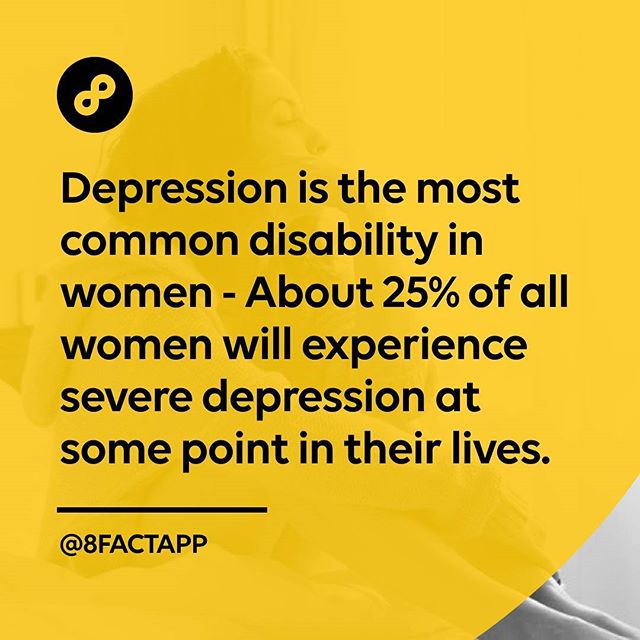 Depression is the most
common disability in
women - About 25% of all
women will experience
severe depression at
some point in their lives.
@8FACTAPP